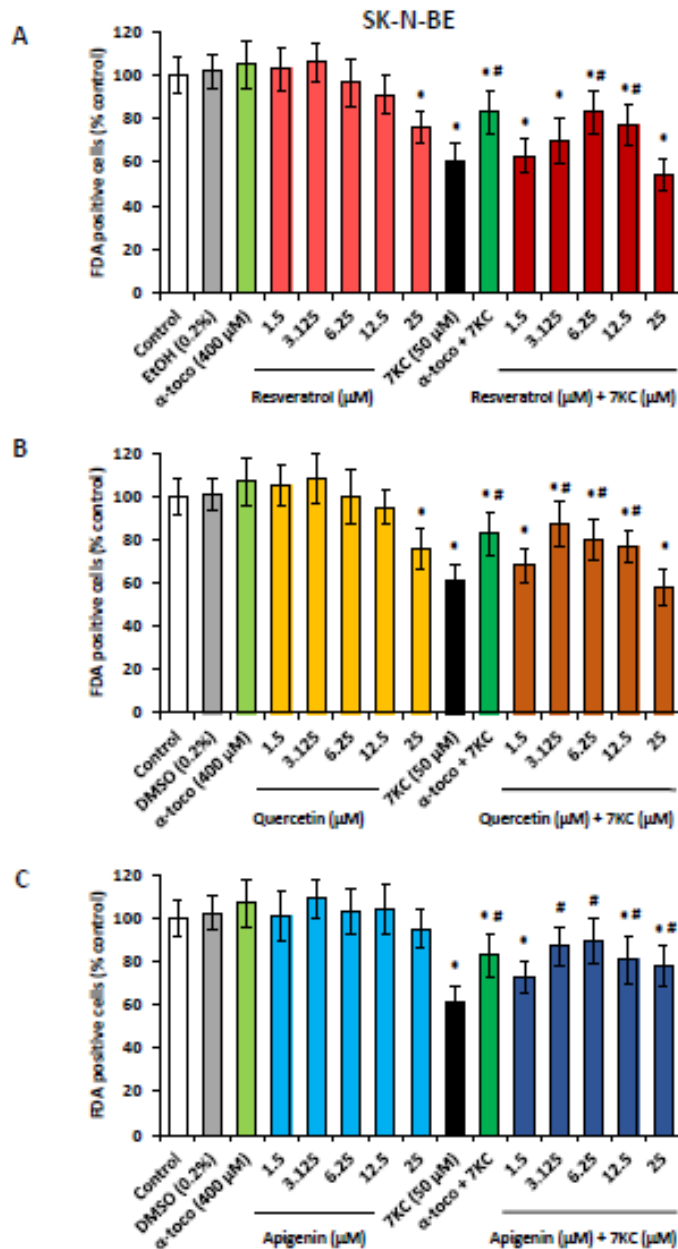 SK-N-BE
A
FDA positive cells (% control)
120
100
80
60
40
20
0
* * * # * * * # * # *
Control
EtOH (0.2%)
α-toco (400 µM)
1.5
3.125
6.25
12.5
25
7KC (50 µM)
α-toco + 7KC
1.5
3.125
6.25
12.5
25
Resveratrol (µM)
Resveratrol (µM) + 7KC (µM)
B
FDA positive cells (% control)
120
100
80
60
40
20
0
* * * # * * # * # * # *
Control
DMSO (0.2%)
α-toco (400 µM)
1.5
3.125
6.25
12.5
25
7KC (50 µM)
α-toco + 7KC
1.5
3.125
6.25
12.5
25
Quercetin (µM)
Quercetin (µM) + 7KC (µM)
C
FDA positive cells (% control)
120
100
80
60
40
20
0
* * # * # # * # * #
Control
DMSO (0.2%)
α-toco (400 µM)
1.5
3.125
6.25
12.5
25
7KC (50 µM)
α-toco + 7KC
1.5
3.125
6.25
12.5
25
Apigenin (µM)
Apigenin (µM) + 7KC (µM)